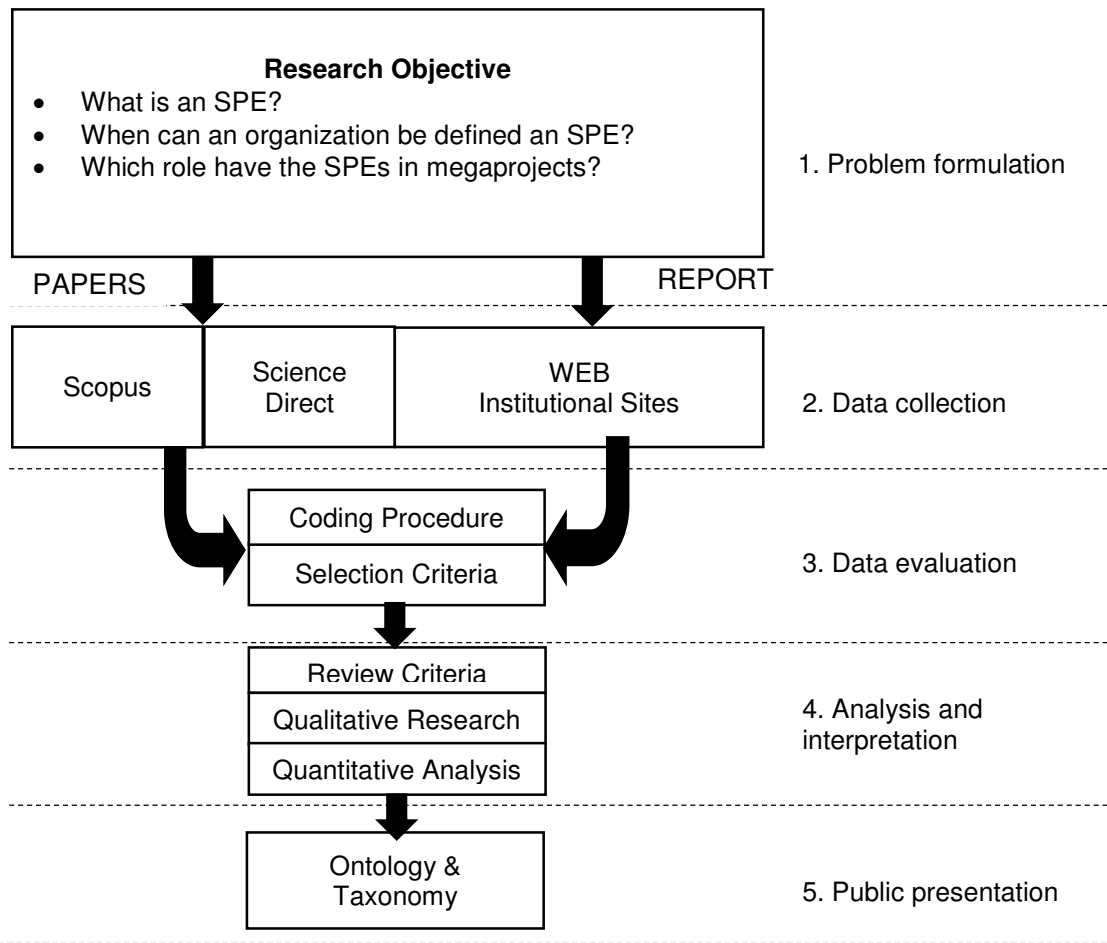 Research Objective
• What is an SPE?
• When can an organization be defined an SPE?
• Which role have the SPEs in megaprojects?
1. Problem formulation
PAPERS
REPORT
Scopus
Science
Direct
WEB
Institutional Sites
2. Data collection
Coding Procedure
Selection Criteria
3. Data evaluation
Review Criteria
Qualitative Research
Quantitative Analysis
4. Analysis and
interpretation
Ontology &
Taxonomy
5. Public presentation